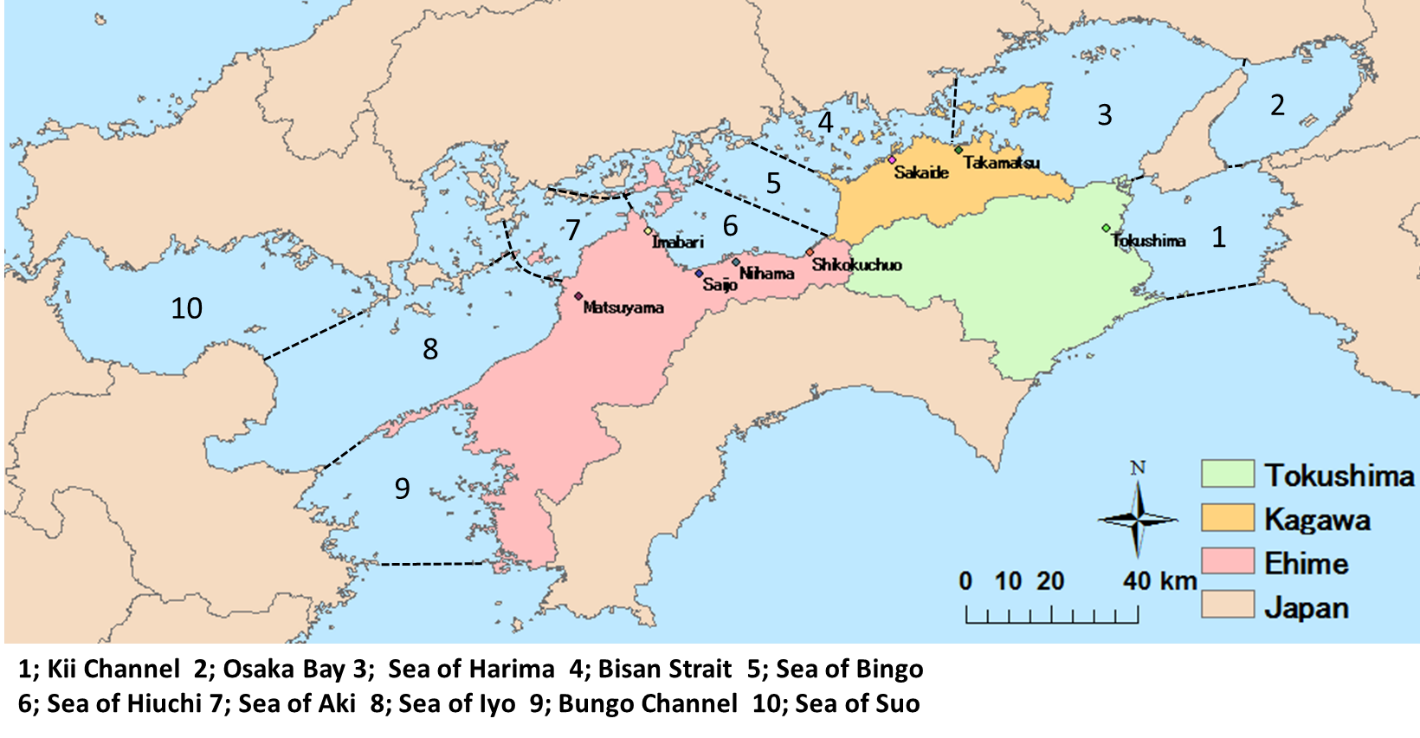 3
2
4
Sakaide
Takamatsu
5
7
6
Imabari
Tokushima
1
Shikokuchuo
Niihama
Saijo
10
Matsuyama
8
9
N
Tokushima
Kagawa
Ehime
Japan
0 10 20 40 km
1; Kii Channel 2; Osaka Bay 3; Sea of Harima 4; Bisan Strait 5; Sea of Bingo
6; Sea of Hiuchi 7; Sea of Aki 8; Sea of Iyo 9; Bungo Channel 10; Sea of Suo